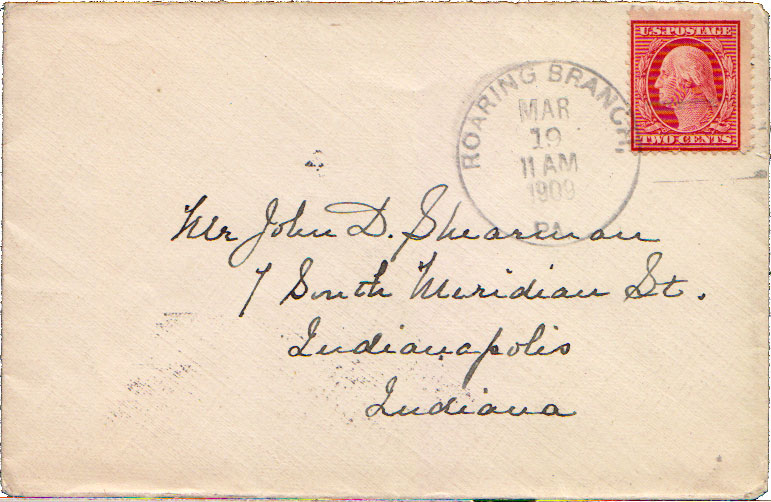 U.S. POSTAGE
TWO CENTS
ROARING BRANCH,
MAR
19
11 AM
1909
PA.
Mr John D. Shearman
7 South Meridian St.
Indianapolis
Indiana